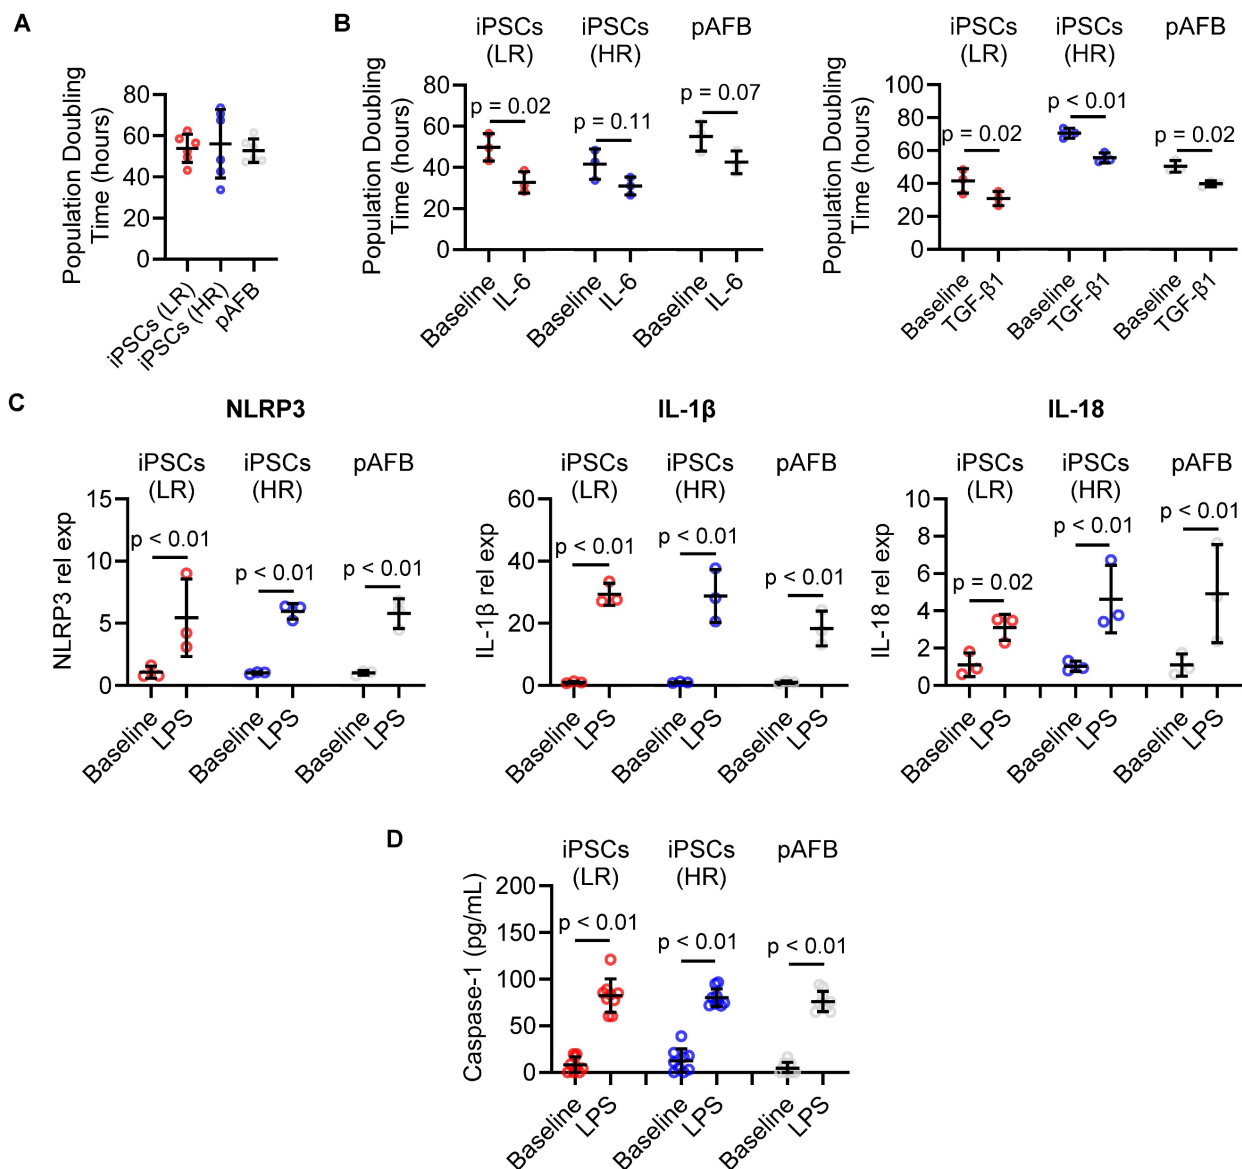 A
Population Doubling
Time (hours)
80
60
40
20
0
iPSCs (LR)
iPSCs (HR)
pAFB
B
iPSCs
(LR)
iPSCs
(HR)
pAFB
Population Doubling
Time (hours)
80
60
40
20
0
p = 0.02
p = 0.11
p = 0.07
Baseline
IL-6
Baseline
IL-6
Baseline
IL-6
iPSCs
(LR)
iPSCs
(HR)
pAFB
Population Doubling
Time (hours)
100
80
60
40
20
0
p = 0.02
p < 0.01
p = 0.02
Baseline
TGF-β1
Baseline
TGF-β1
Baseline
TGF-β1
C
NLRP3
iPSCs
(LR)
iPSCs
(HR)
pAFB
NLRP3 rel exp
15
10
5
0
p < 0.01
p < 0.01
p < 0.01
Baseline
LPS
Baseline
LPS
Baseline
LPS
IL-1β
iPSCs
(LR)
iPSCs
(HR)
pAFB
IL-1β rel exp
60
40
20
0
p < 0.01
p < 0.01
p < 0.01
Baseline
LPS
Baseline
LPS
Baseline
LPS
IL-18
iPSCs
(LR)
iPSCs
(HR)
pAFB
IL-18 rel exp
10
8
6
4
2
0
p = 0.02
p < 0.01
p < 0.01
Baseline
LPS
Baseline
LPS
Baseline
LPS
D
iPSCs
(LR)
iPSCs
(HR)
pAFB
Caspase-1 (pg/mL)
200
150
100
50
0
p < 0.01
p < 0.01
p < 0.01
Baseline
LPS
Baseline
LPS
Baseline
LPS